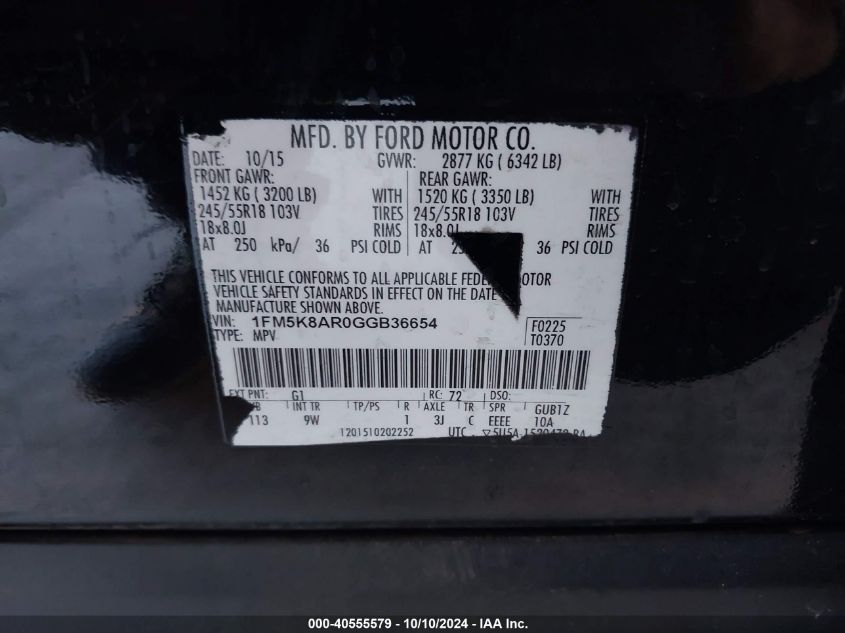 MFD. BY FORD MOTOR CO.
DATE: 10/15 GVWR: 2877 KG ( 6342 LB)
FRONT GAWR: REAR GAWR:
1452 KG ( 3200 LB) WITH 1520 KG ( 3350 LB) WITH
245/55R18 103V TIRES 245/55R18 103V TIRES
18x8.0J RIMS 18x8.0J RIMS
AT 250 kPa/ 36 PSI COLD AT 36 PSI COLD
THIS VEHICLE CONFORMS TO ALL APPLICABLE MOTOR
VEHICLE SAFETY STANDARDS IN EFFECT ON THE DATE
MANUFACTURE SHOWN ABOVE.
VIN: 1FM5K8AR0GGB36654 F0225
TYPE: MPV T0370
EXT PNT: G1 RC: 72 DSO:
INT TR TP/PS R AXLE TR SPR GUB1Z
113 9W 1 3J C EEEE 10A
1201510202252 UTC
000-40555579 - 10/10/2024 - IAA Inc.